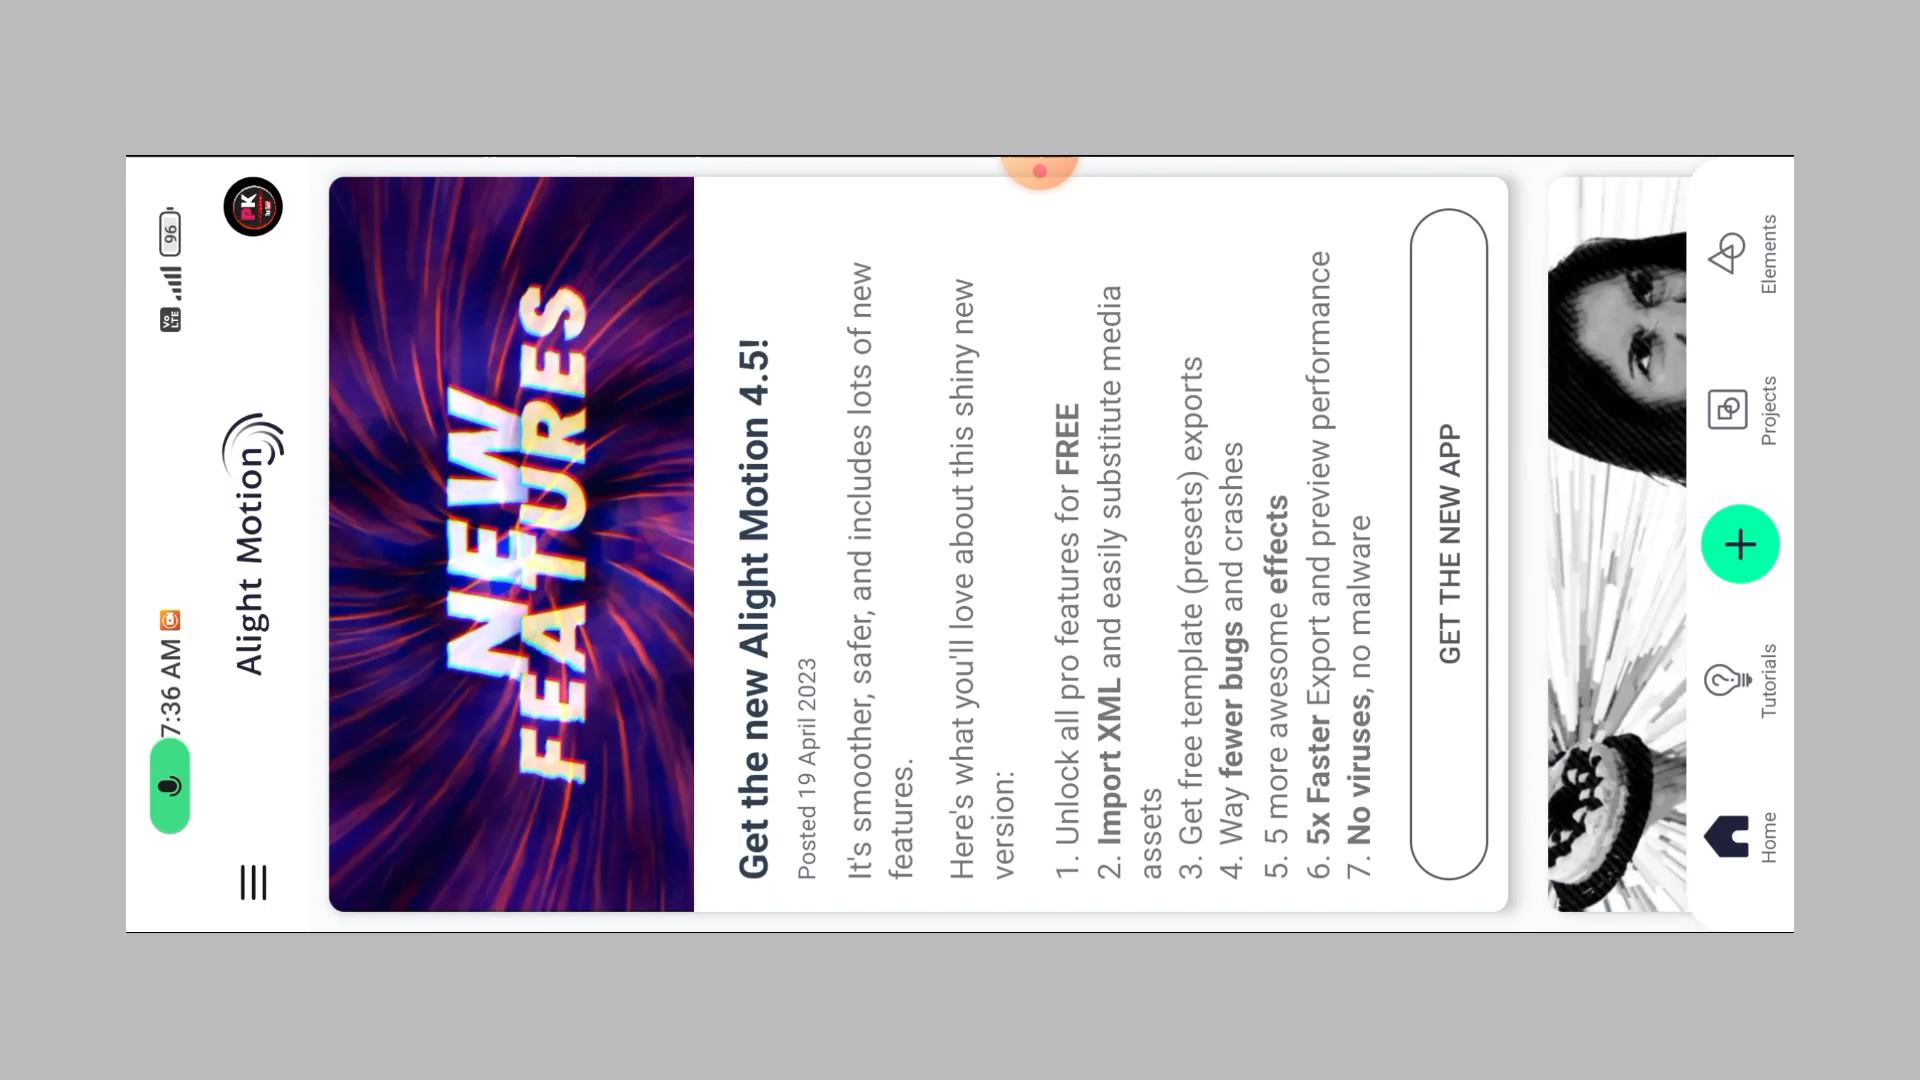 7:36 AM
Vo
LTE
96
Alight Motion
PK
NEW
FEATURES
Get the new Alight Motion 4.5!
Posted 19 April 2023
It's smoother, safer, and includes lots of new
features.
Here's what you'll love about this shiny new
version:
1. Unlock all pro features for FREE
2. Import XML and easily substitute media
assets
3. Get free template (presets) exports
4. Way fewer bugs and crashes
5. 5 more awesome effects
6. 5x Faster Export and preview performance
7. No viruses, no malware
GET THE NEW APP
Home
Tutorials
Projects
Elements